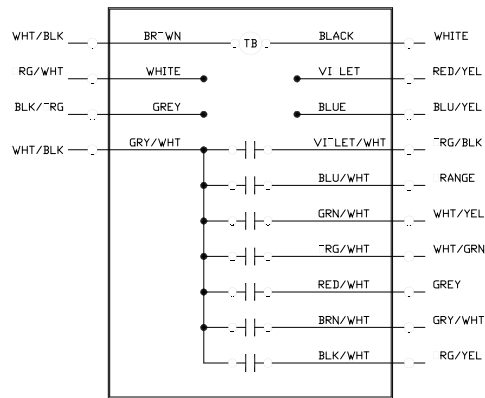 WHT/BLK BR-WN TB BLACK WHITE
RG/WHT WHITE VI LET RED/YEL
BLK/-RG GREY BLUE BLU/YEL
WHT/BLK GRY/WHT VI-LET/WHT -RG/BLK
BLU/WHT RANGE
GRN/WHT WHT/YEL
-RG/WHT WHT/GRN
RED/WHT GREY
BRN/WHT GRY/WHT
BLK/WHT RG/YEL